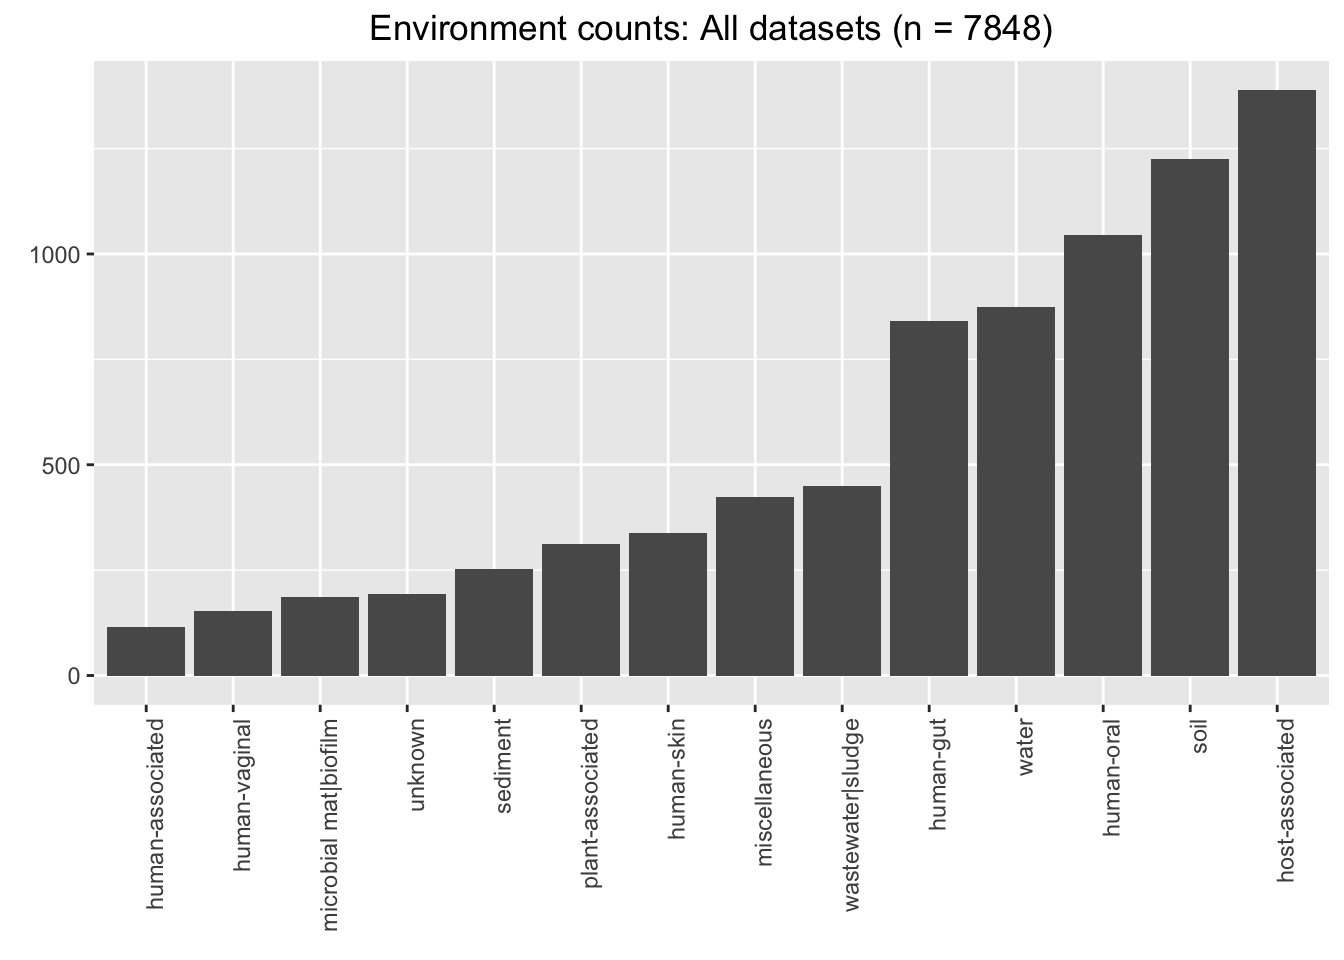 Environment counts: All datasets (n = 7848)
1000
500
0
human-associated
human-vaginal
microbial mat|biofilm
unknown
sediment
plant-associated
human-skin
miscellaneous
wastewater|sludge
human-gut
water
human-oral
soil
host-associated